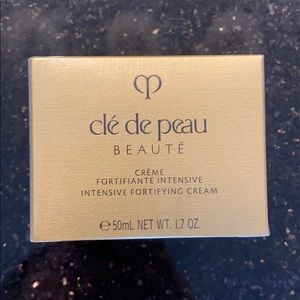 clé de peau
BEAUTÉ
CRÈME
FORTIFIANTE INTENSIVE
INTENSIVE FORTIFYING CREAM
℮50mL NET WT. 1.7 OZ.